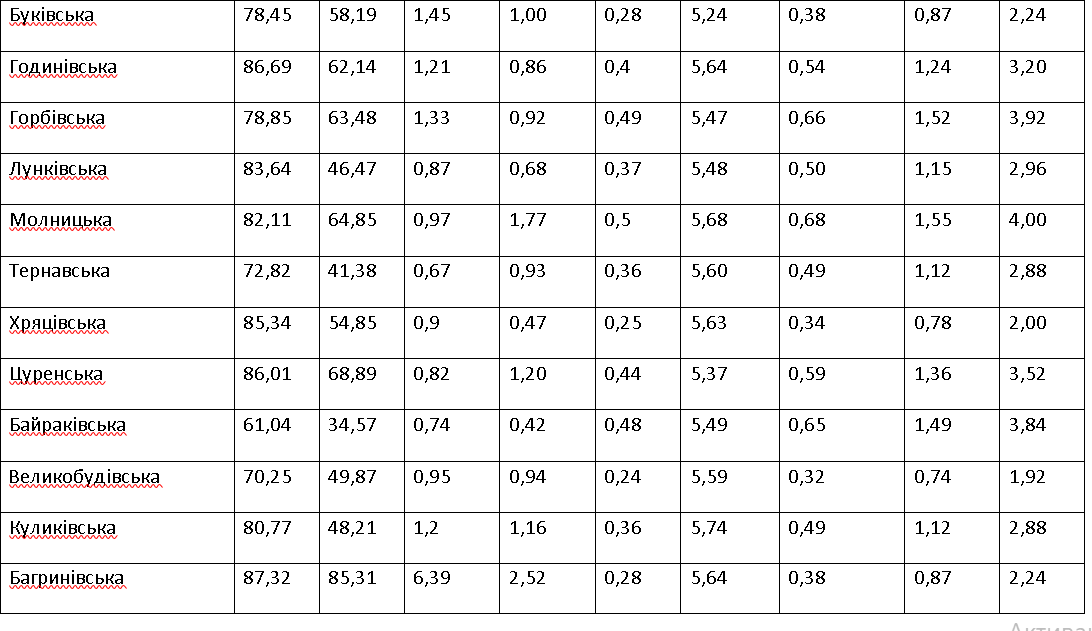 Буківська 78,45 58,19 1,45 1,00 0,28 5,24 0,38 0,87 2,24
Годинівська 86,69 62,14 1,21 0,86 0,4 5,64 0,54 1,24 3,20
Горбівська 78,85 63,48 1,33 0,92 0,49 5,47 0,66 1,52 3,92
Лунківська 83,64 46,47 0,87 0,68 0,37 5,48 0,50 1,15 2,96
Молницька 82,11 64,85 0,97 1,77 0,5 5,68 0,68 1,55 4,00
Тернавська 72,82 41,38 0,67 0,93 0,36 5,60 0,49 1,12 2,88
Хряцівська 85,34 54,85 0,9 0,47 0,25 5,63 0,34 0,78 2,00
Цуренська 86,01 68,89 0,82 1,20 0,44 5,37 0,59 1,36 3,52
Байраківська 61,04 34,57 0,74 0,42 0,48 5,49 0,65 1,49 3,84
Великобудівська 70,25 49,87 0,95 0,94 0,24 5,59 0,32 0,74 1,92
Куликівська 80,77 48,21 1,2 1,16 0,36 5,74 0,49 1,12 2,88
Багринівська 87,32 85,31 6,39 2,52 0,28 5,64 0,38 0,87 2,24